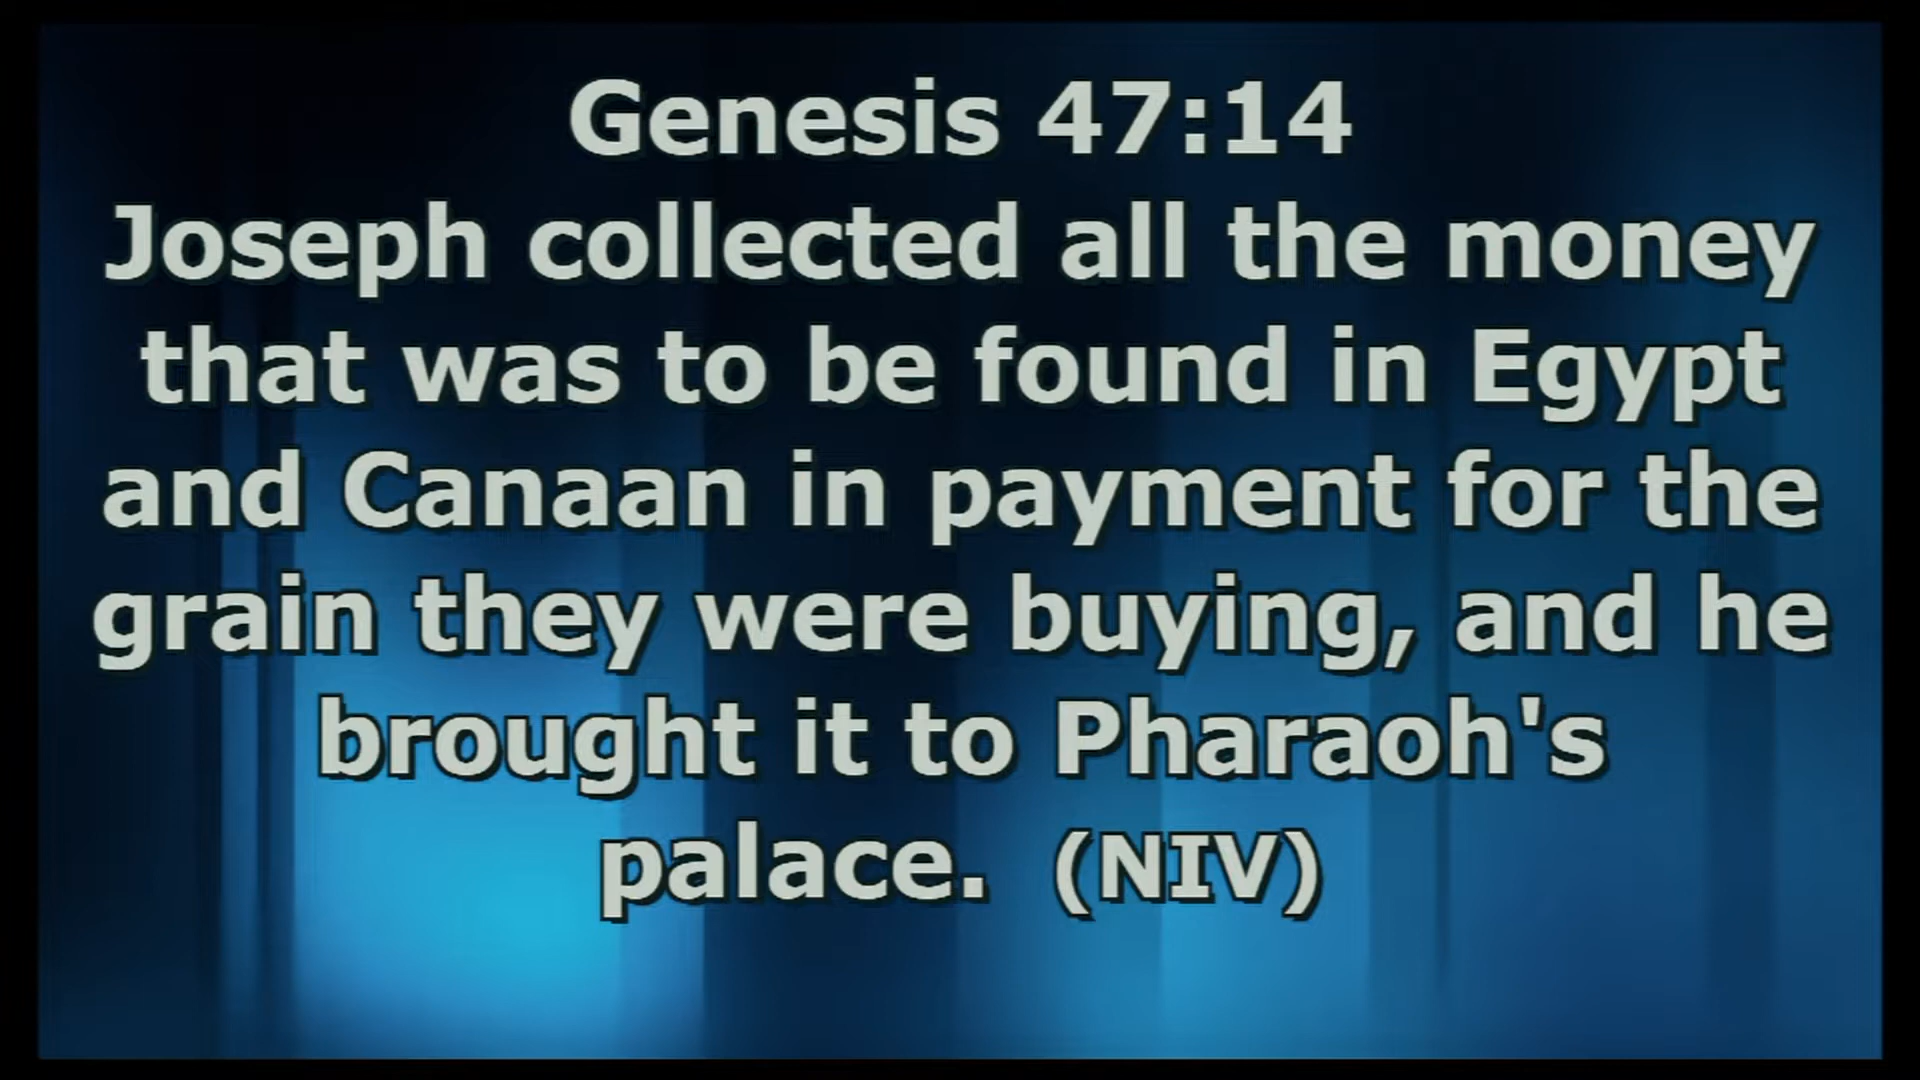 Genesis 47:14
Joseph collected all the money
that was to be found in Egypt
and Canaan in payment for the
grain they were buying, and he
brought it to Pharaoh's
palace.  (NIV)